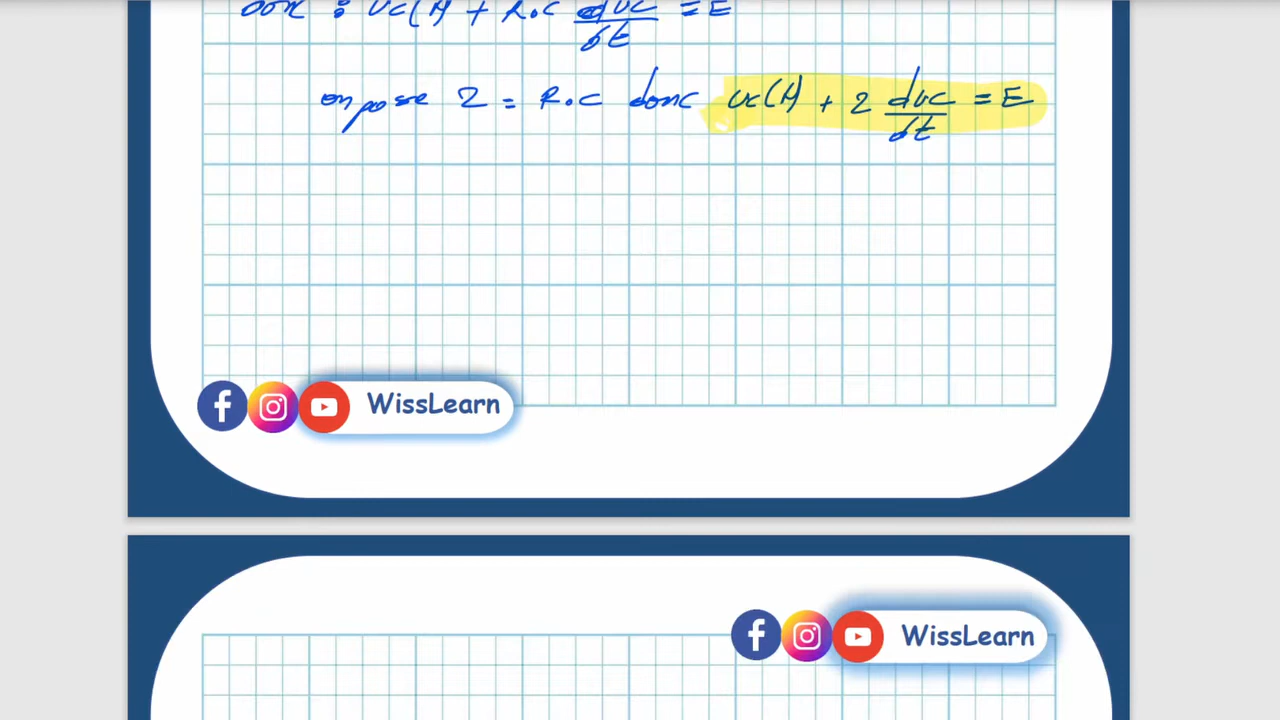 donc : uc(t) + R.C duc/dt = E
on pose Z = R.C donc uc(t) + Z duc/dt = E
WissLearn
WissLearn